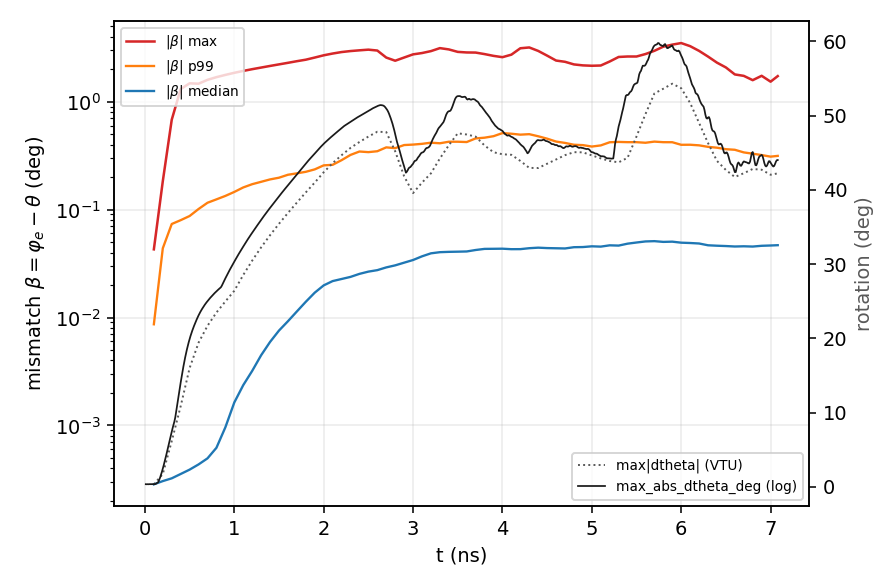 |β| max
|β| p99
|β| median
10⁰
10⁻¹
10⁻²
10⁻³
mismatch β = φₑ − θ (deg)
60
50
40
30
20
10
0
rotation (deg)
max|dtheta| (VTU)
max_abs_dtheta_deg (log)
0 1 2 3 4 5 6 7
t (ns)